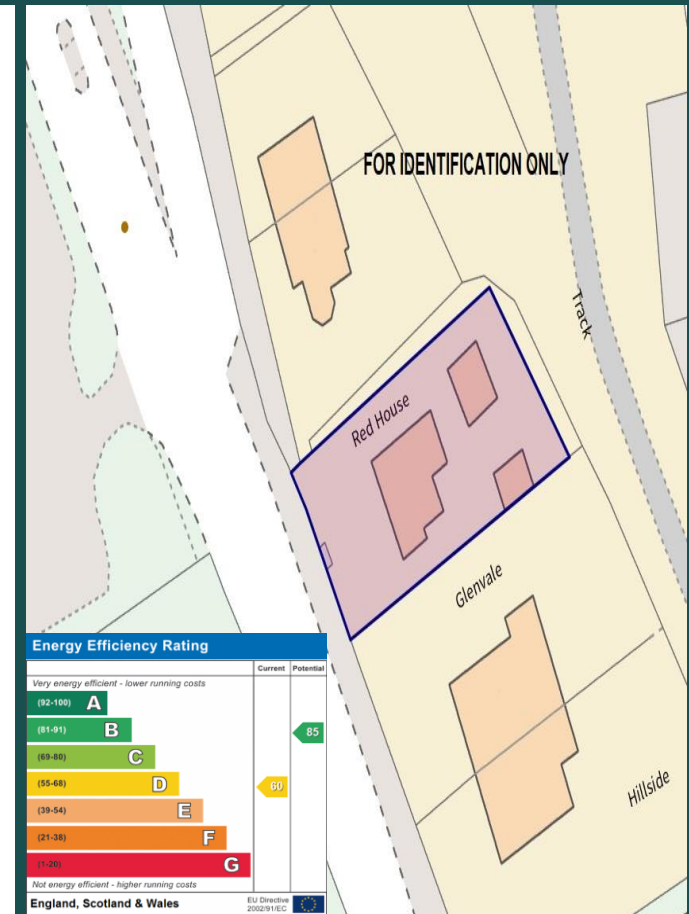 FOR IDENTIFICATION ONLY
Track
Red House
Glenvale
Hillside
Energy Efficiency Rating
Current Potential
Very energy efficient - lower running costs
(92-100) A
(81-91) B 85
(69-80) C
(55-68) D 60
(39-54) E
(21-38) F
(1-20) G
Not energy efficient - higher running costs
England, Scotland & Wales
EU Directive
2002/91/EC